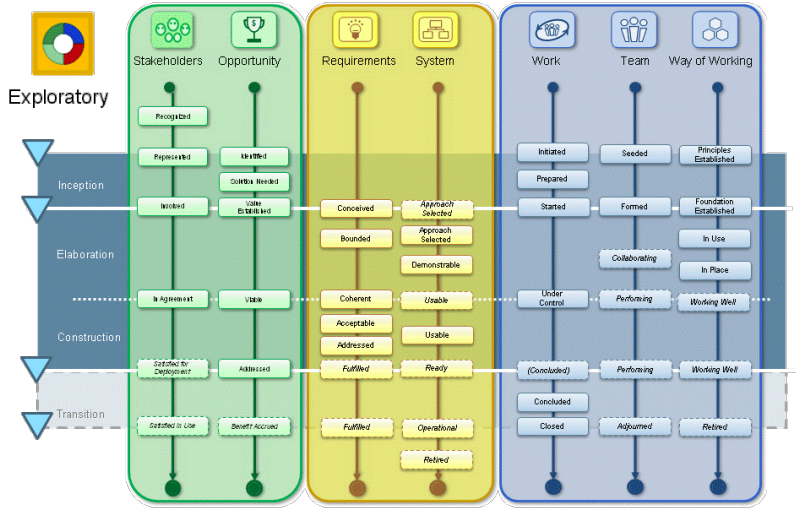 Stakeholders Opportunity Requirements System Work Team Way of Working
Exploratory
Recognized
Represented Identified Initiated Seeded Principles
Established
Solution Needed Prepared
Inception
Involved Value
Established Conceived Approach
Selected Started Formed Foundation
Established
Bounded Approach
Selected In Use
Elaboration
Demonstrable Collaborating In Place
In Agreement Viable Coherent Usable Under
Control Performing Working Well
Acceptable
Construction
Addressed Usable
Satisfied for
Deployment Addressed Fulfilled Ready (Concluded) Performing Working Well
Concluded
Transition
Satisfied in Use Benefit Accrued Fulfilled Operational Closed Adjourned Retired
Retired
$